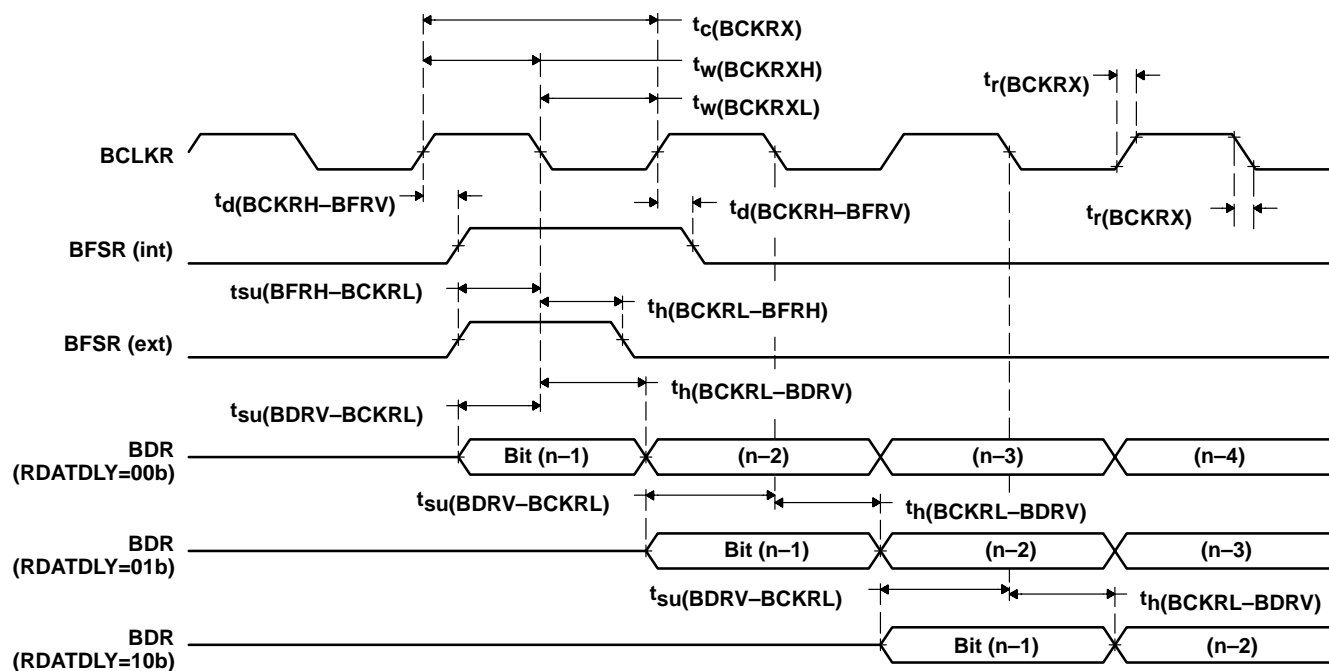 tc(BCKRX)
tw(BCKRXH)
tr(BCKRX)
tw(BCKRXL)
BCLKR
td(BCKRH–BFRV)
td(BCKRH–BFRV)
tr(BCKRX)
BFSR (int)
tsu(BFRH–BCKRL)
th(BCKRL–BFRH)
BFSR (ext)
th(BCKRL–BDRV)
tsu(BDRV–BCKRL)
BDR
(RDATDLY=00b)
Bit (n–1) (n–2) (n–3) (n–4)
tsu(BDRV–BCKRL)
th(BCKRL–BDRV)
BDR
(RDATDLY=01b)
Bit (n–1) (n–2) (n–3)
tsu(BDRV–BCKRL)
th(BCKRL–BDRV)
BDR
(RDATDLY=10b)
Bit (n–1) (n–2)